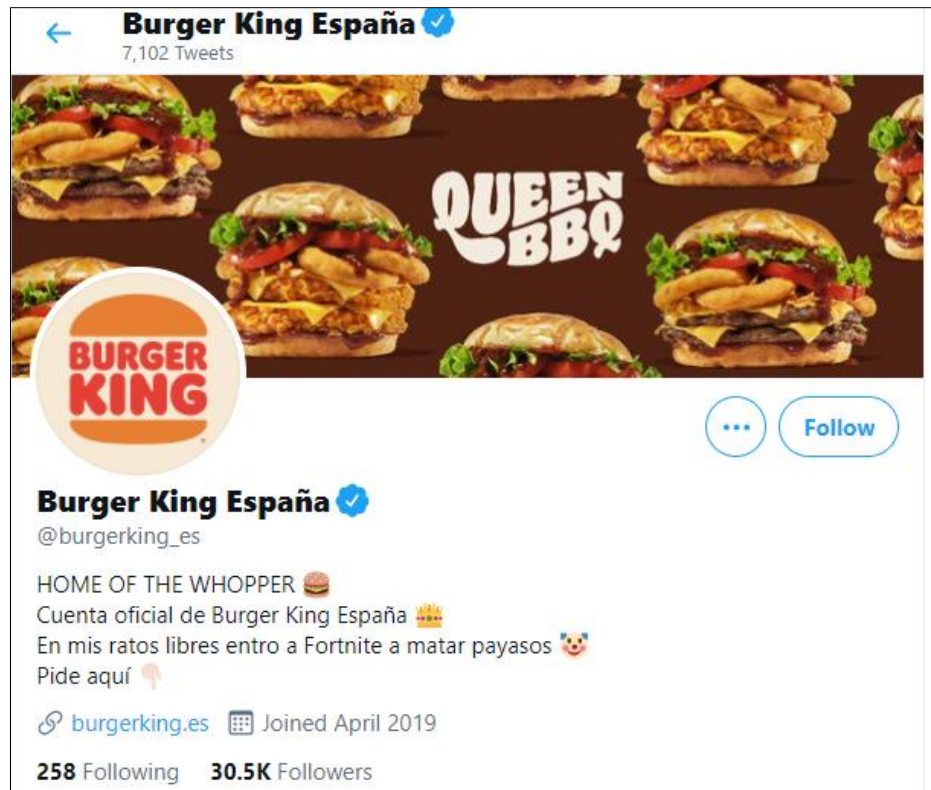 Burger King España
7,102 Tweets
QUEEN
BBQ
BURGER
KING
Follow
Burger King España
@burgerking_es
HOME OF THE WHOPPER 🍔
Cuenta oficial de Burger King España 👑
En mis ratos libres entro a Fortnite a matar payasos 🤡
Pide aquí 👇🏻
burgerking.es Joined April 2019
258 Following 30.5K Followers